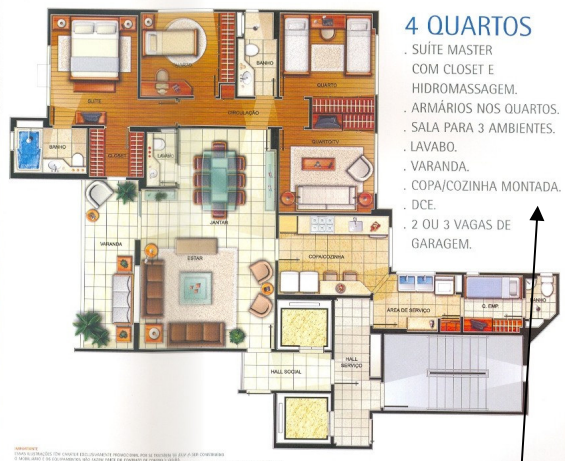 4 QUARTOS
. SUÍTE MASTER
COM CLOSET E
HIDROMASSAGEM.
. ARMÁRIOS NOS QUARTOS.
. SALA PARA 3 AMBIENTES.
. LAVABO.
. VARANDA.
. COPA/COZINHA MONTADA.
. DCE.
. 2 OU 3 VAGAS DE
GARAGEM.
SUÍTE
BANHO
QUARTO
CIRCULAÇÃO
BANHO
CLOSET
LAVABO
QUARTO/TV
JANTAR
VARANDA
ESTAR
COPA/COZINHA
AREA DE SERVIÇO
Q. EMP.
BANHO
HALL
SERVIÇO
HALL SOCIAL